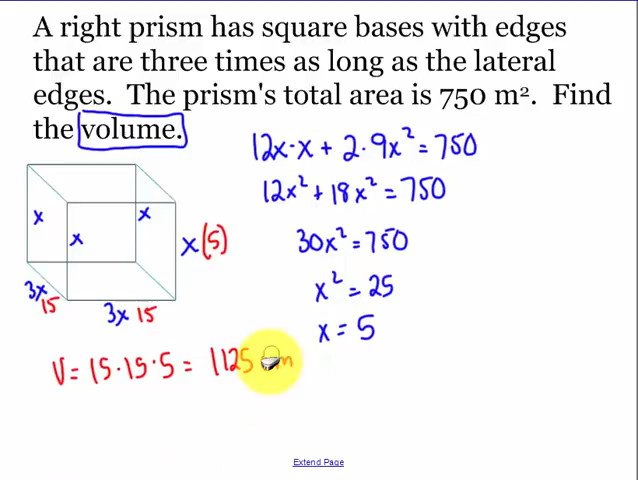 A right prism has square bases with edges
that are three times as long as the lateral
edges. The prism's total area is 750 m². Find
the volume.
12x·x + 2·9x² = 750
12x² + 18x² = 750
30x² = 750
x² = 25
x = 5
x
x
x
x (5)
3x 15
3x 15
V = 15·15·5 = 1125
Extend Page